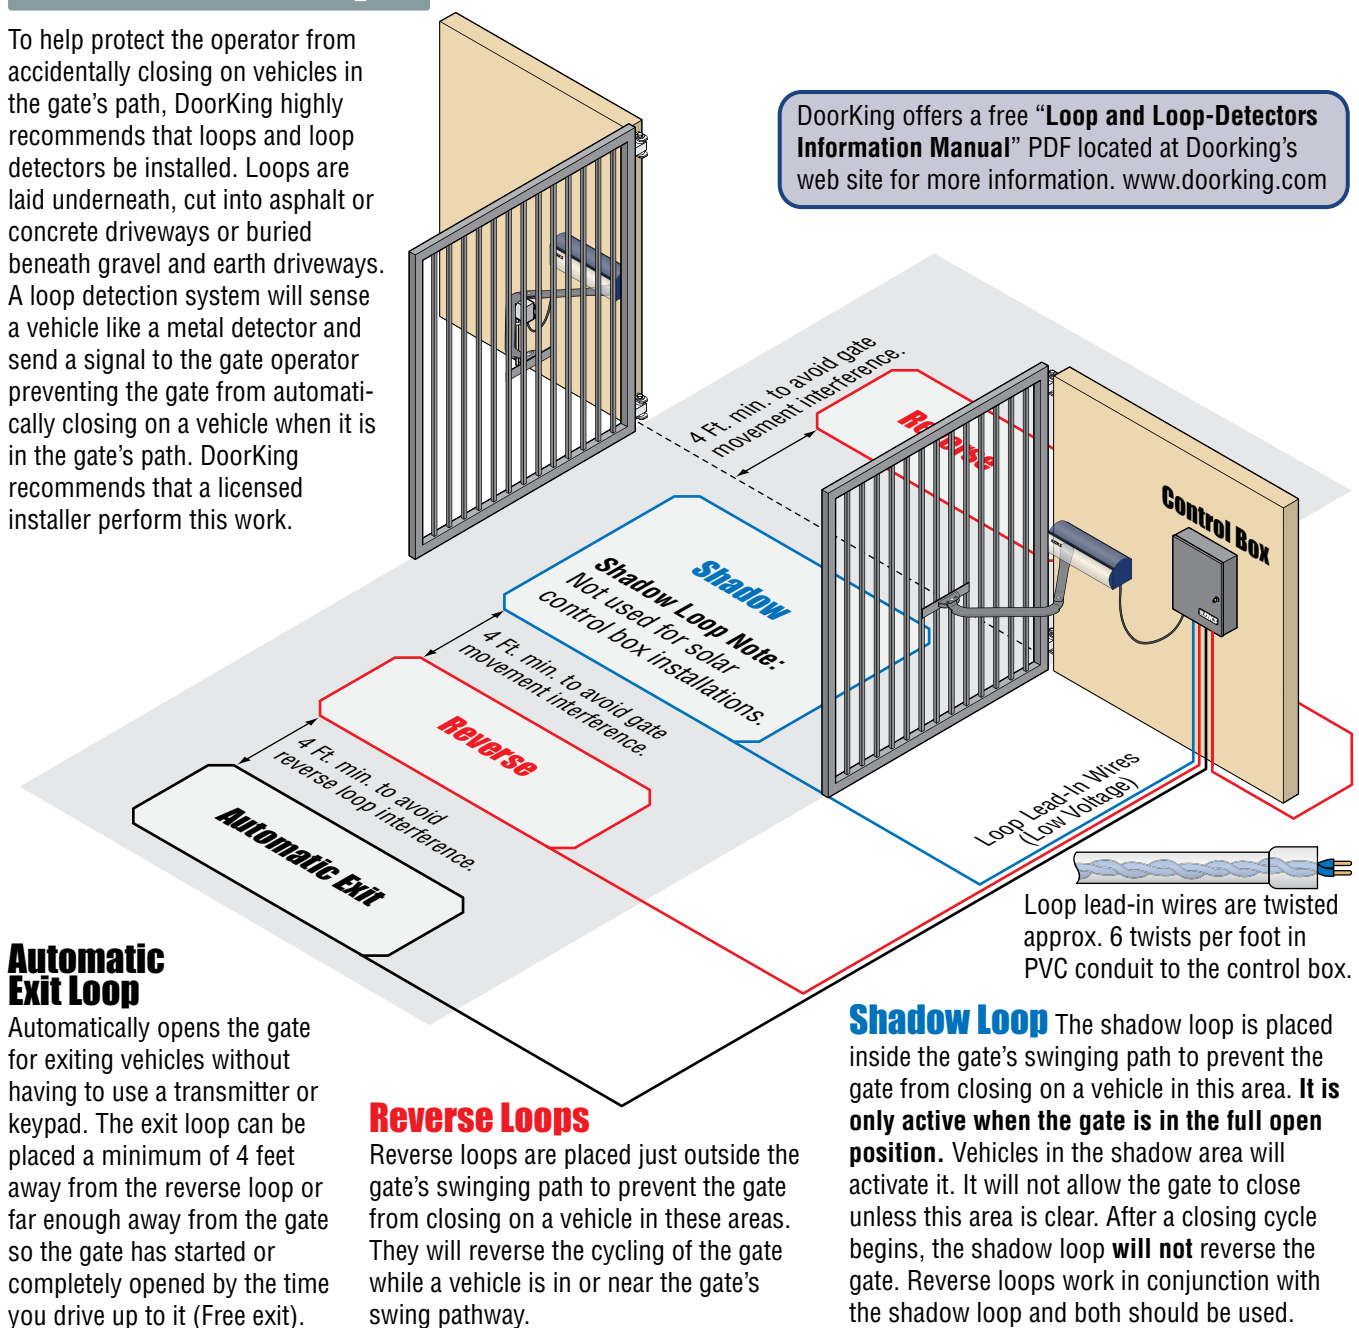 To help protect the operator from
accidentally closing on vehicles in
the gate's path, DoorKing highly
recommends that loops and loop
detectors be installed. Loops are
laid underneath, cut into asphalt or
concrete driveways or buried
beneath gravel and earth driveways.
A loop detection system will sense
a vehicle like a metal detector and
send a signal to the gate operator
preventing the gate from automati-
cally closing on a vehicle when it is
in the gate's path. DoorKing
recommends that a licensed
installer perform this work.
DoorKing offers a free “Loop and Loop-Detectors
Information Manual” PDF located at Doorking's
web site for more information. www.doorking.com
4 Ft. min. to avoid gate
movement interference.
Reverse
Control Box
Shadow
Shadow Loop Note:
Not used for solar
control box installations.
4 Ft. min. to avoid gate
movement interference.
Reverse
4 Ft. min. to avoid
reverse loop interference.
Automatic Exit
Loop Lead-In Wires
(Low Voltage)
Loop lead-in wires are twisted
approx. 6 twists per foot in
PVC conduit to the control box.
Automatic
Exit Loop
Automatically opens the gate
for exiting vehicles without
having to use a transmitter or
keypad. The exit loop can be
placed a minimum of 4 feet
away from the reverse loop or
far enough away from the gate
so the gate has started or
completely opened by the time
you drive up to it (Free exit).
Reverse Loops
Reverse loops are placed just outside the
gate's swinging path to prevent the gate
from closing on a vehicle in these areas.
They will reverse the cycling of the gate
while a vehicle is in or near the gate's
swing pathway.
Shadow Loop The shadow loop is placed
inside the gate's swinging path to prevent the
gate from closing on a vehicle in this area. It is
only active when the gate is in the full open
position. Vehicles in the shadow area will
activate it. It will not allow the gate to close
unless this area is clear. After a closing cycle
begins, the shadow loop will not reverse the
gate. Reverse loops work in conjunction with
the shadow loop and both should be used.